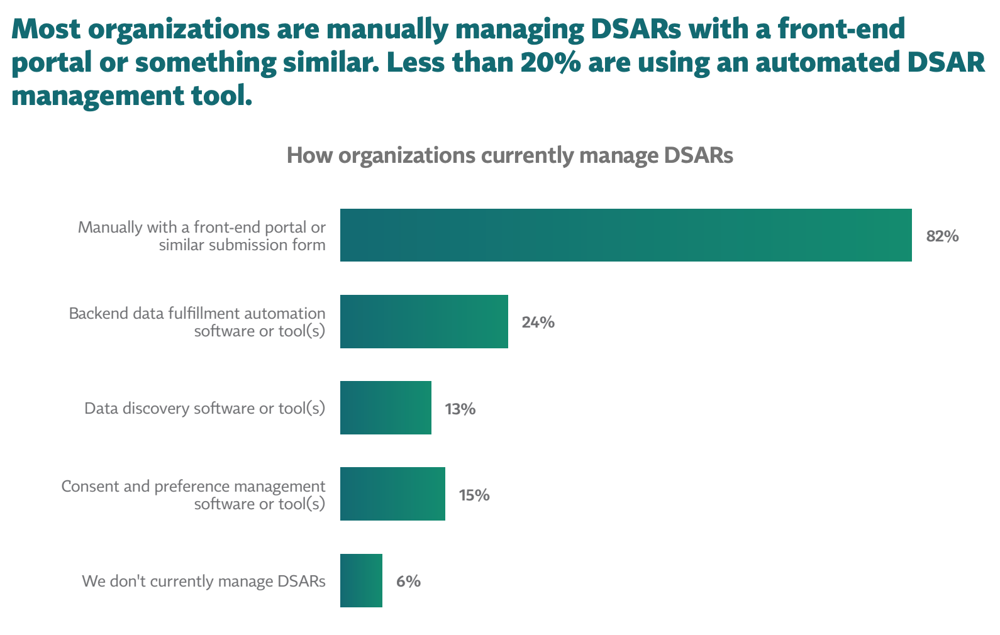 Most organizations are manually managing DSARs with a front-end
portal or something similar. Less than 20% are using an automated DSAR
management tool.
How organizations currently manage DSARs
Manually with a front-end portal or
similar submission form
82%
Backend data fulfillment automation
software or tool(s)
24%
Data discovery software or tool(s)
13%
Consent and preference management
software or tool(s)
15%
We don't currently manage DSARs
6%